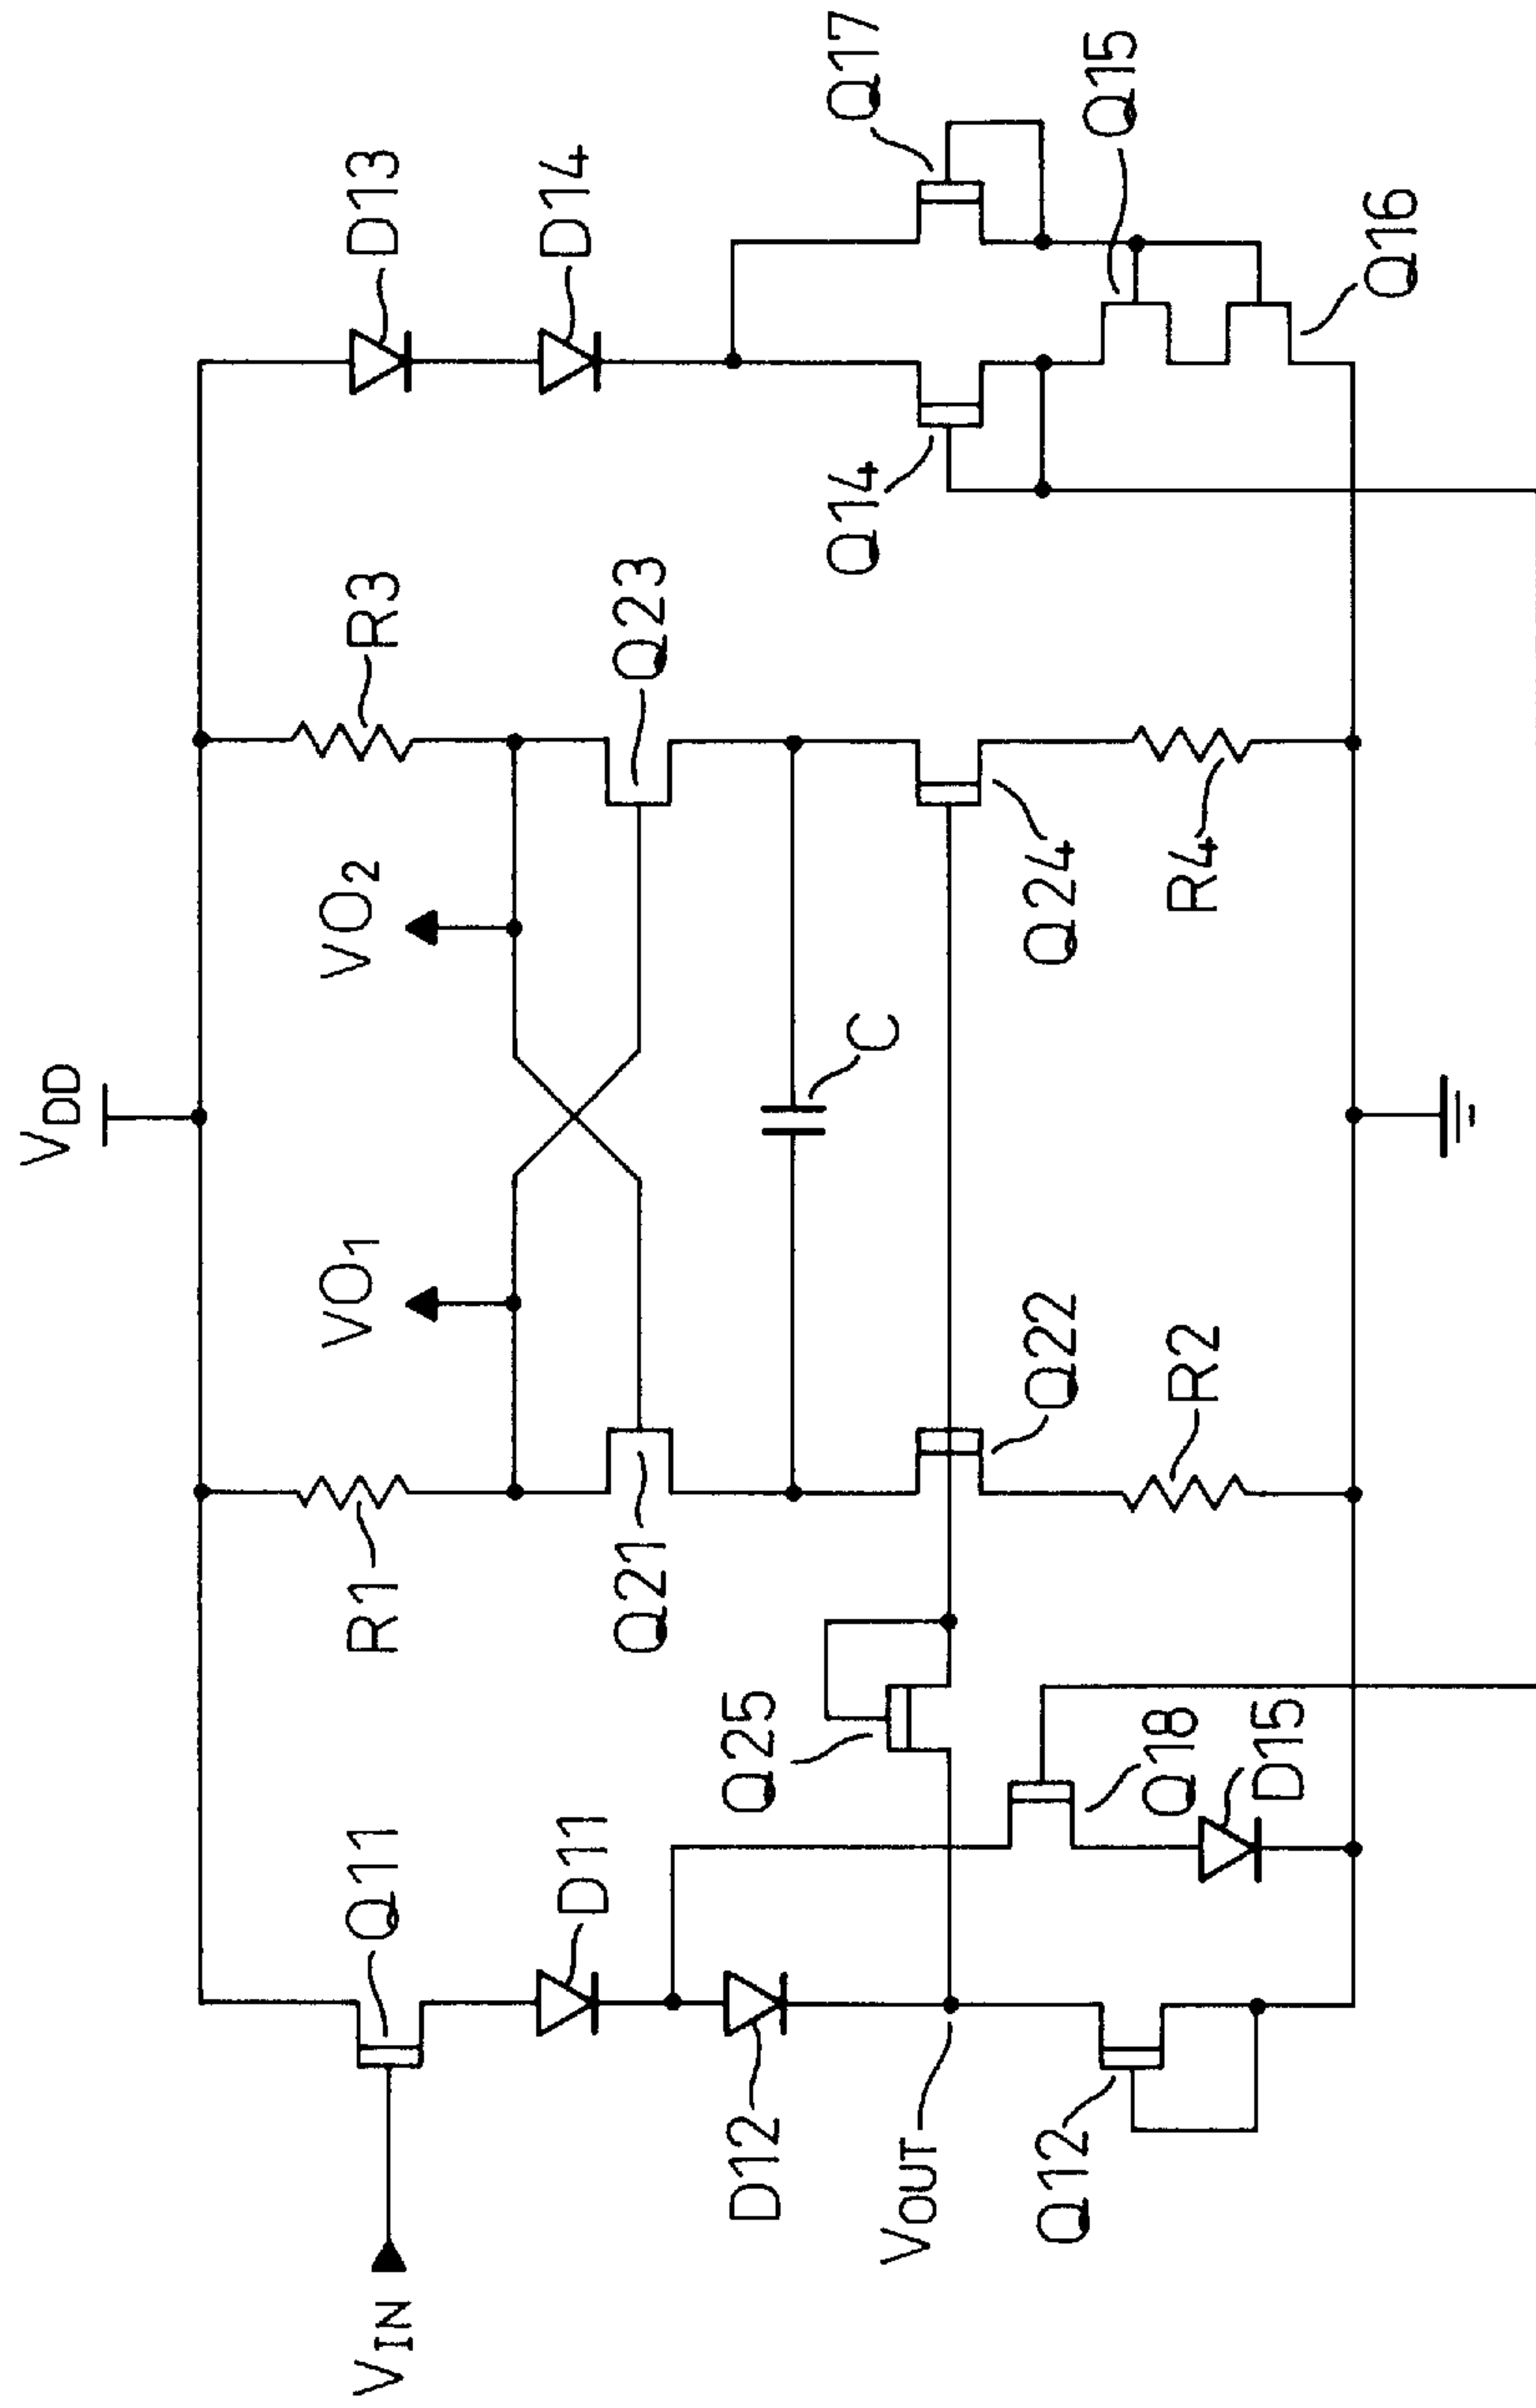 VDD
VIN
Q11
R1
VO1
VO2
R3
D13
D11
Q21
Q23
D14
D12
Q25
C
Q14
Q17
VOUT
Q22
Q24
Q12
Q18
D15
R2
R4
Q15
Q16